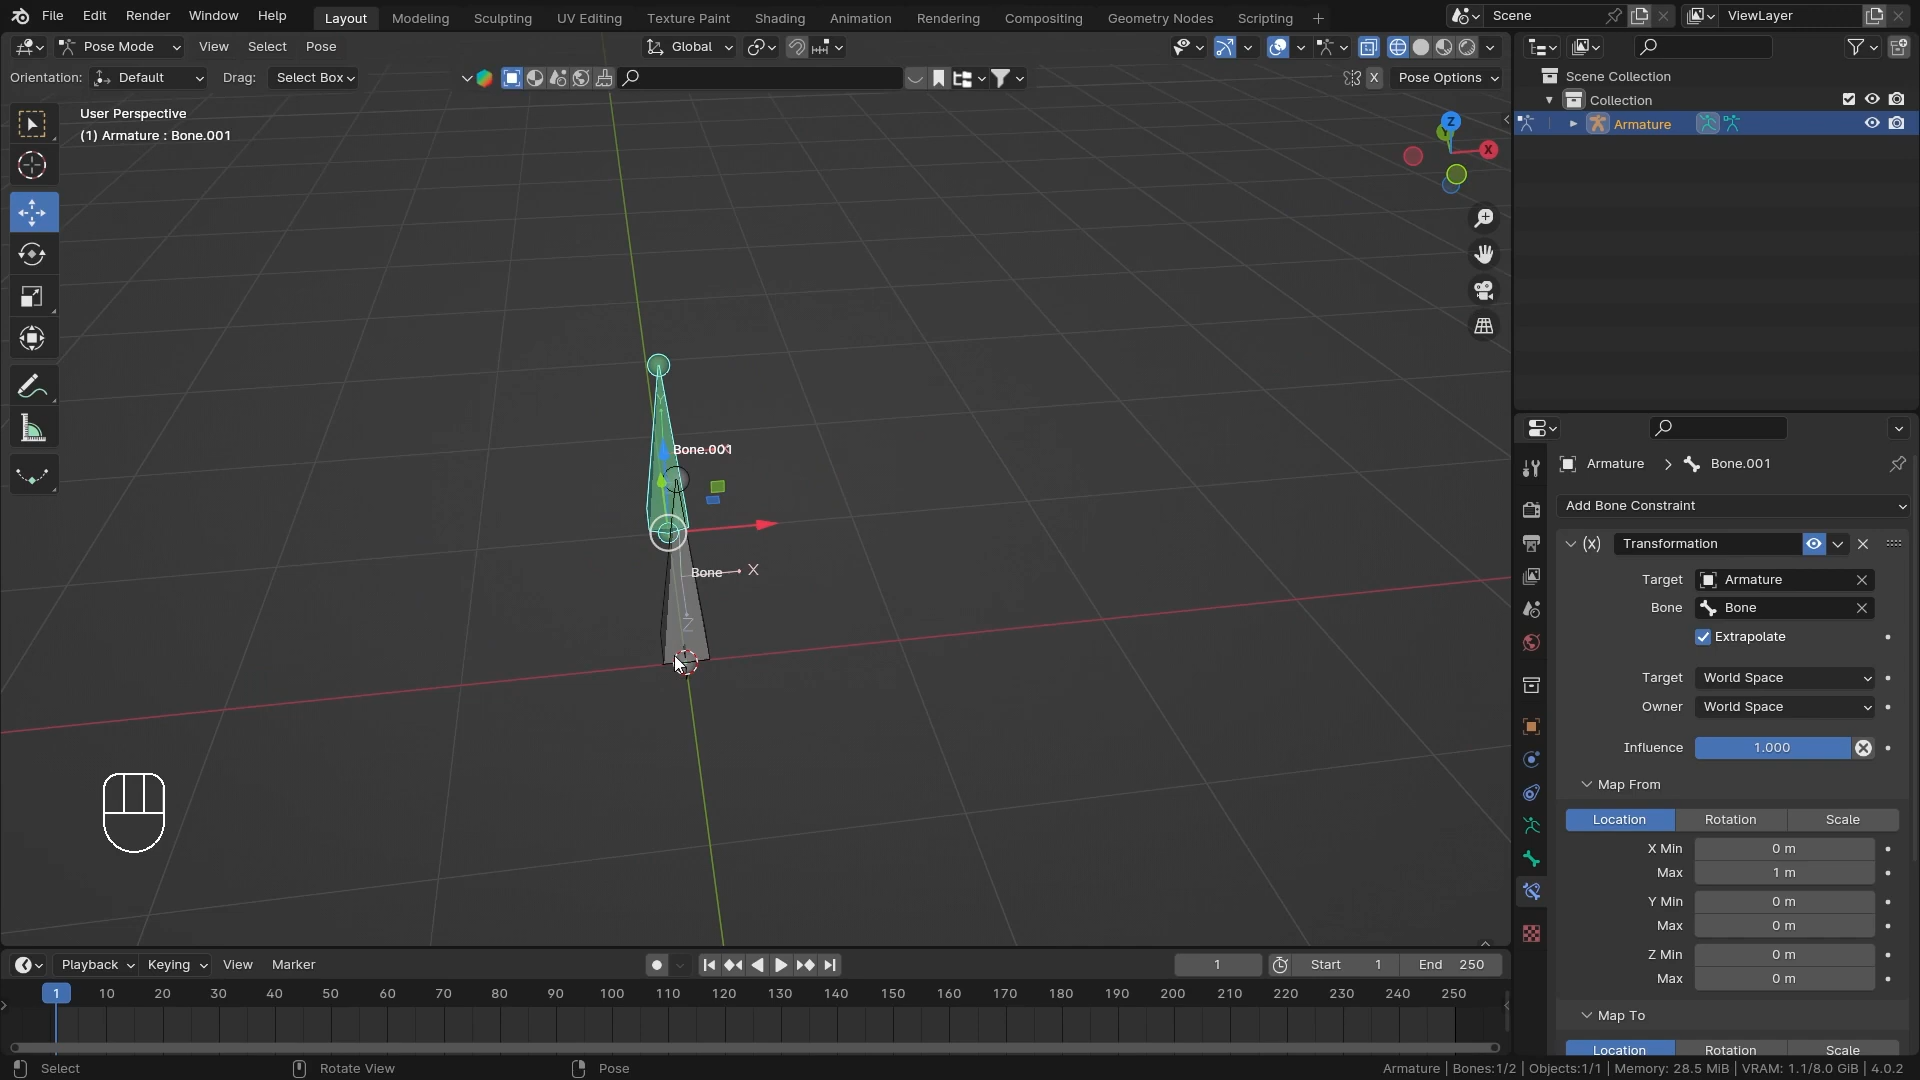 File Edit Render Window Help
Layout Modeling Sculpting UV Editing Texture Paint Shading Animation Rendering Compositing Geometry Nodes Scripting +
Scene
ViewLayer
Pose Mode View Select Pose
Global
Orientation: Default Drag: Select Box
X Pose Options
User Perspective
(1) Armature : Bone.001
Z
Y
X
Bone.001 X
Y
Bone X
Z
Scene Collection
Collection
Armature
Armature > Bone.001
Add Bone Constraint
Transformation
Target Armature
Bone Bone
Extrapolate
Target World Space
Owner World Space
Influence 1.000
Map From
Location Rotation Scale
X Min 0 m
Max 1 m
Y Min 0 m
Max 0 m
Z Min 0 m
Max 0 m
Map To
Location Rotation Scale
Playback Keying View Marker
1 Start 1 End 250
1 10 20 30 40 50 60 70 80 90 100 110 120 130 140 150 160 170 180 190 200 210 220 230 240 250
Select Rotate View Pose
Armature | Bones:1/2 | Objects:1/1 | Memory: 28.5 MiB | VRAM: 1.1/8.0 GiB | 4.0.2